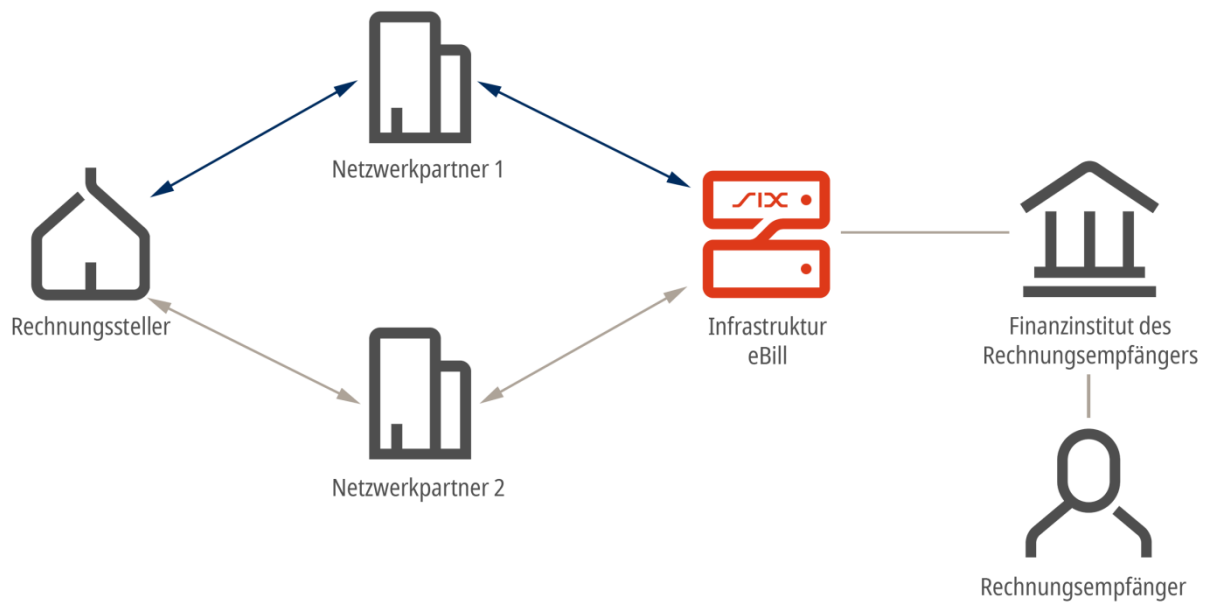 Netzwerkpartner 1
SIX
Rechnungssteller
Infrastruktur
eBill
Finanzinstitut des
Rechnungsempfängers
Netzwerkpartner 2
Rechnungsempfänger